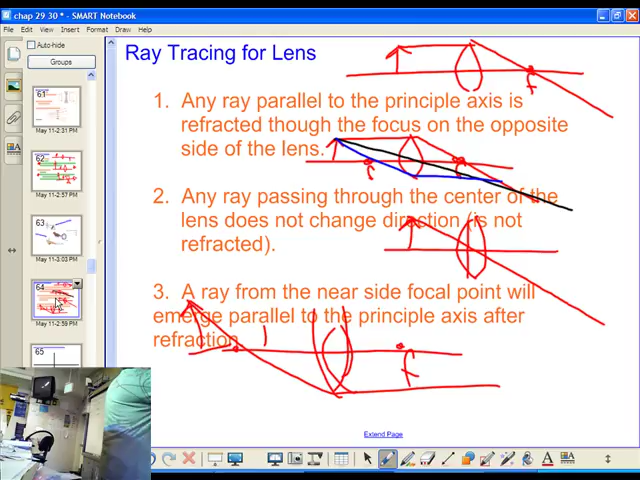 chap 29 30 * - SMART Notebook
File Edit View Insert Format Draw Help
Auto-hide
Groups
61
May 11-2:31 PM
62
May 11-2:57 PM
63
May 11-3:03 PM
64
May 11-2:59 PM
65
Ray Tracing for Lens
f
1. Any ray parallel to the principle axis is
refracted though the focus on the opposite
side of the lens.
f
f
2. Any ray passing through the center of the
lens does not change direction (is not
refracted).
3. A ray from the near side focal point will
emerge parallel to the principle axis after
refraction
f
Extend Page